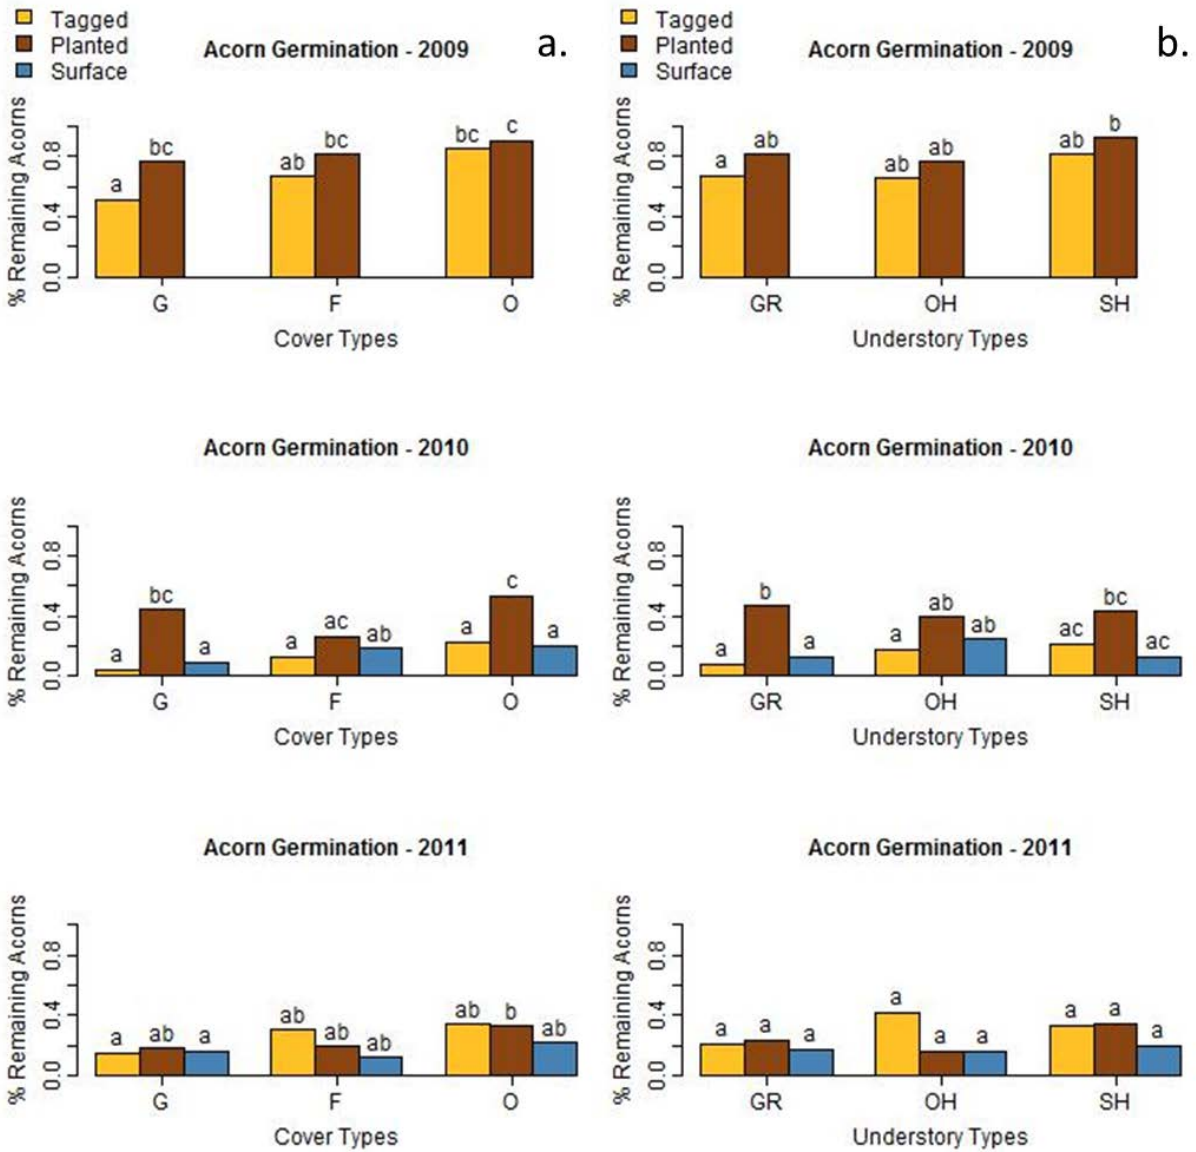 Tagged
Planted
Surface
Acorn Germination - 2009
a.
% Remaining Acorns
0.0 0.4 0.8
a bc ab bc bc c
G F O
Cover Types
Tagged
Planted
Surface
Acorn Germination - 2009
b.
% Remaining Acorns
0.0 0.4 0.8
a ab ab ab ab b
GR OH SH
Understory Types
Acorn Germination - 2010
% Remaining Acorns
0.0 0.4 0.8
a bc a a ac ab a c a
G F O
Cover Types
Acorn Germination - 2010
% Remaining Acorns
0.0 0.4 0.8
a b a a ab ab ac bc ac
GR OH SH
Understory Types
Acorn Germination - 2011
% Remaining Acorns
0.0 0.4 0.8
a ab a ab ab ab ab b ab
G F O
Cover Types
Acorn Germination - 2011
% Remaining Acorns
0.0 0.4 0.8
a a a a a a a a a
GR OH SH
Understory Types